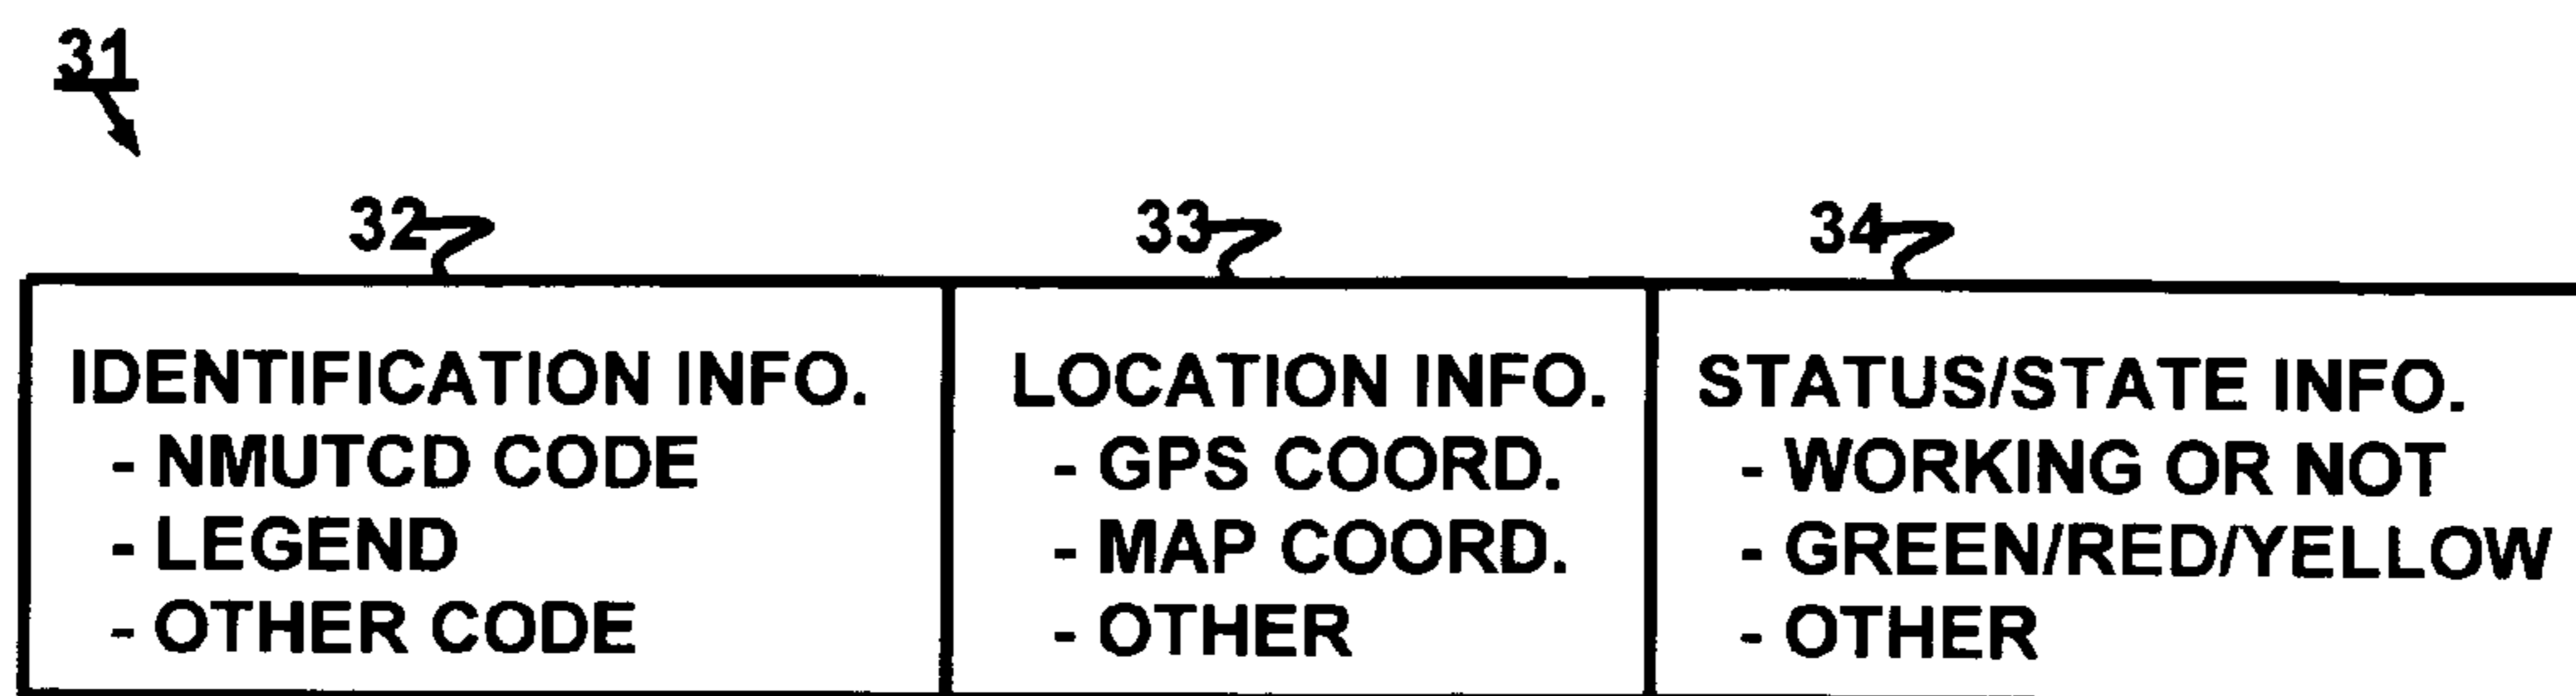 31
32
33
34
IDENTIFICATION INFO.
- NMUTCD CODE
- LEGEND
- OTHER CODE
LOCATION INFO.
- GPS COORD.
- MAP COORD.
- OTHER
STATUS/STATE INFO.
- WORKING OR NOT
- GREEN/RED/YELLOW
- OTHER